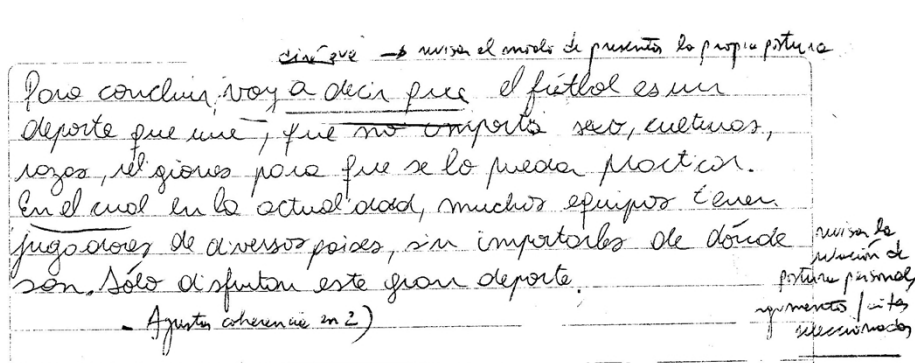 diré que → revisar el modo de presentar la propia postura
Para concluir, voy a decir que el fútbol es un
deporte que une, que no importa sexo, culturas,
razas, religiones para que se lo pueda practicar.
En el cual en la actualidad, muchos equipos tienen
jugadores de diversos paises, sin importarles de dónde
son. Sólo disfrutan este gran deporte.
revisar la
relación de
postura personal,
argumentos / citas
seleccionadas
- Ajustar coherencia en 2)